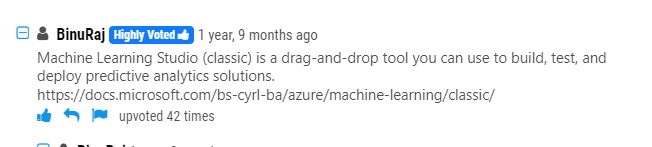 BinuRaj Highly Voted 1 year, 9 months ago
Machine Learning Studio (classic) is a drag-and-drop tool you can use to build, test, and
deploy predictive analytics solutions.
https://docs.microsoft.com/bs-cyrl-ba/azure/machine-learning/classic/
upvoted 42 times